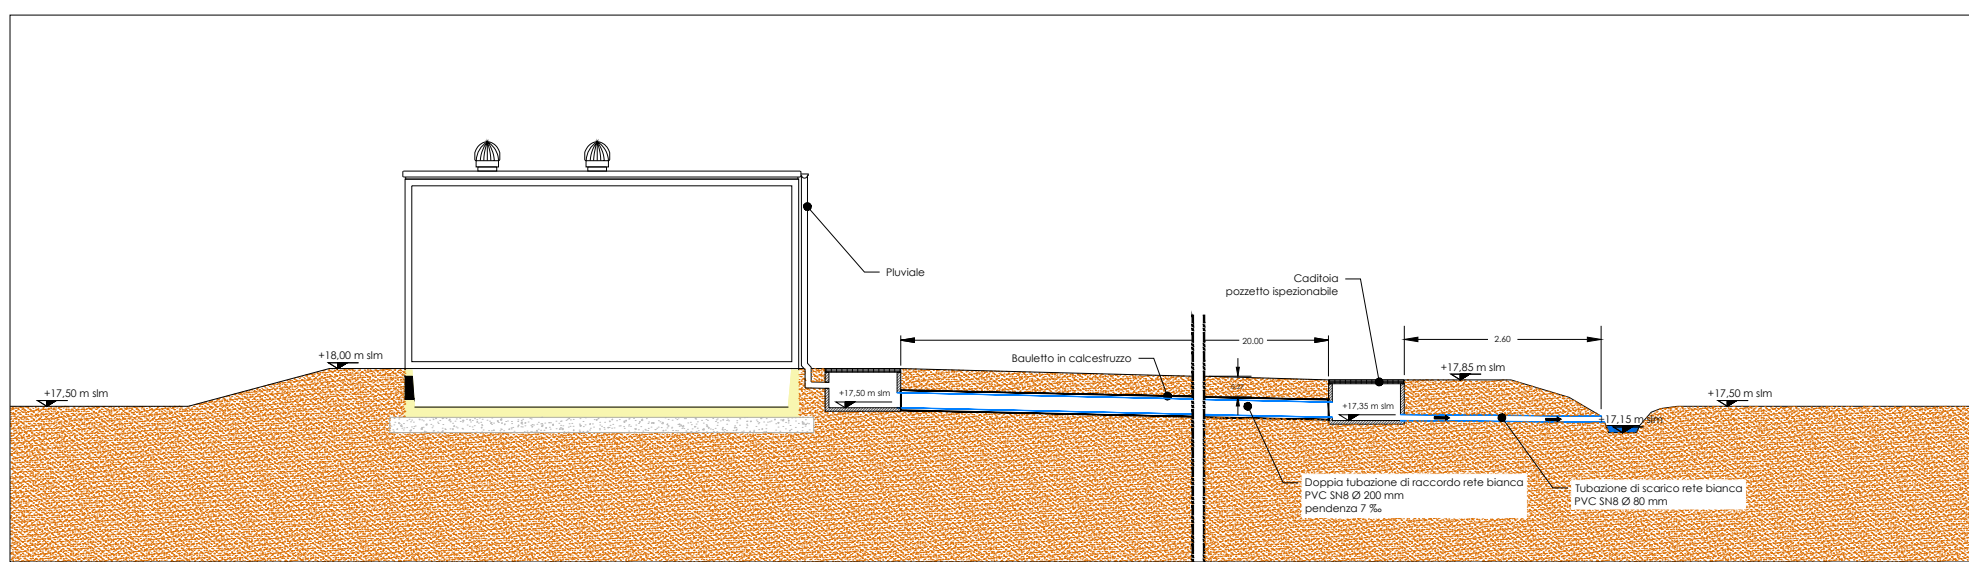 Pluviale
Caditoia
pozzetto ispezionabile
20.00
2.60
+18,00 m slm
Bauletto in calcestruzzo
+17,85 m slm
+17,50 m slm
+17,50 m slm
+17,50 m slm
+17,35 m slm
+17,15 m slm
Doppia tubazione di raccordo rete bianca
PVC SN8 Ø 200 mm
pendenza 7 ‰
Tubazione di scarico rete bianca
PVC SN8 Ø 80 mm